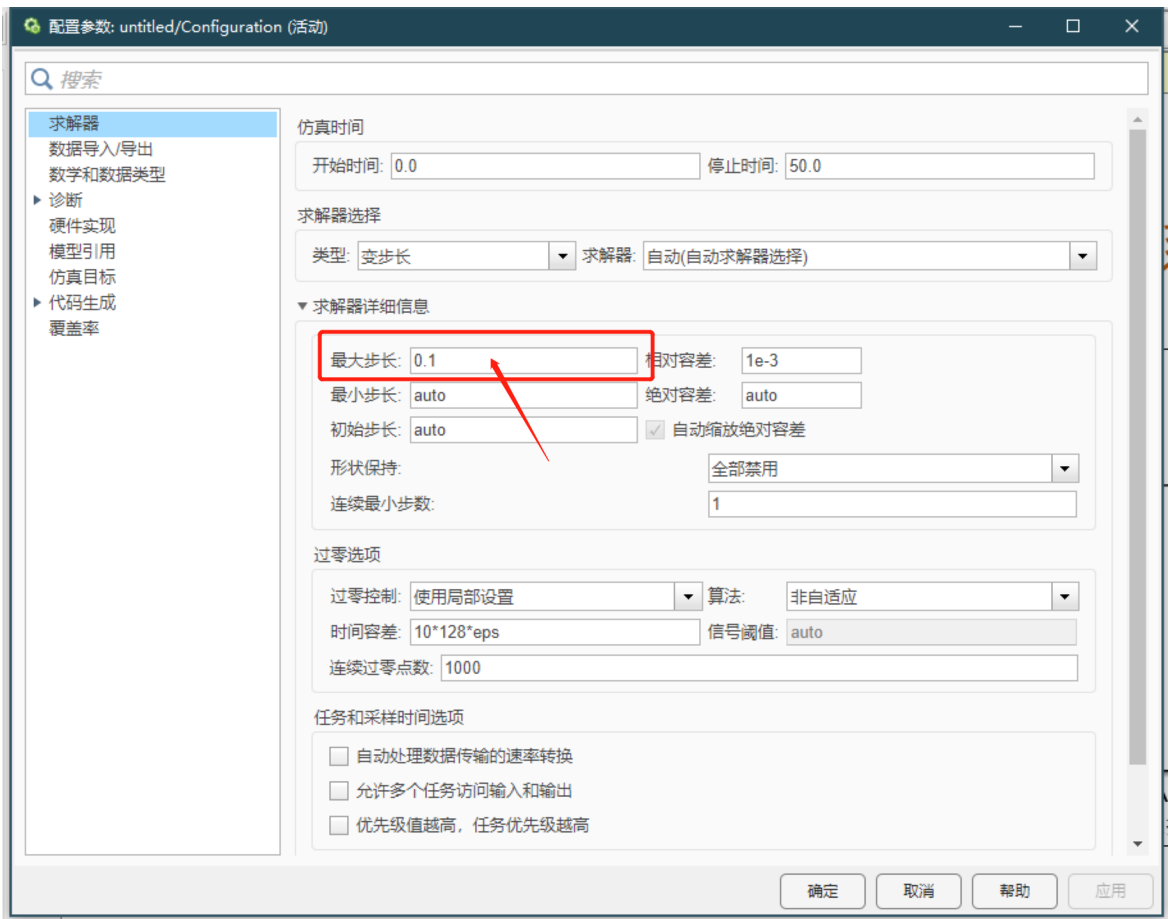 配置参数: untitled/Configuration (活动)
搜索
求解器
数据导入/导出
数学和数据类型
诊断
硬件实现
模型引用
仿真目标
代码生成
覆盖率
仿真时间
开始时间: 0.0 停止时间: 50.0
求解器选择
类型: 变步长 求解器: 自动(自动求解器选择)
求解器详细信息
最大步长: 0.1 相对容差: 1e-3
最小步长: auto 绝对容差: auto
初始步长: auto 自动缩放绝对容差
形状保持: 全部禁用
连续最小步数: 1
过零选项
过零控制: 使用局部设置 算法: 非自适应
时间容差: 10*128*eps 信号阈值: auto
连续过零点数: 1000
任务和采样时间选项
自动处理数据传输的速率转换
允许多个任务访问输入和输出
优先级值越高，任务优先级越高
确定 取消 帮助 应用